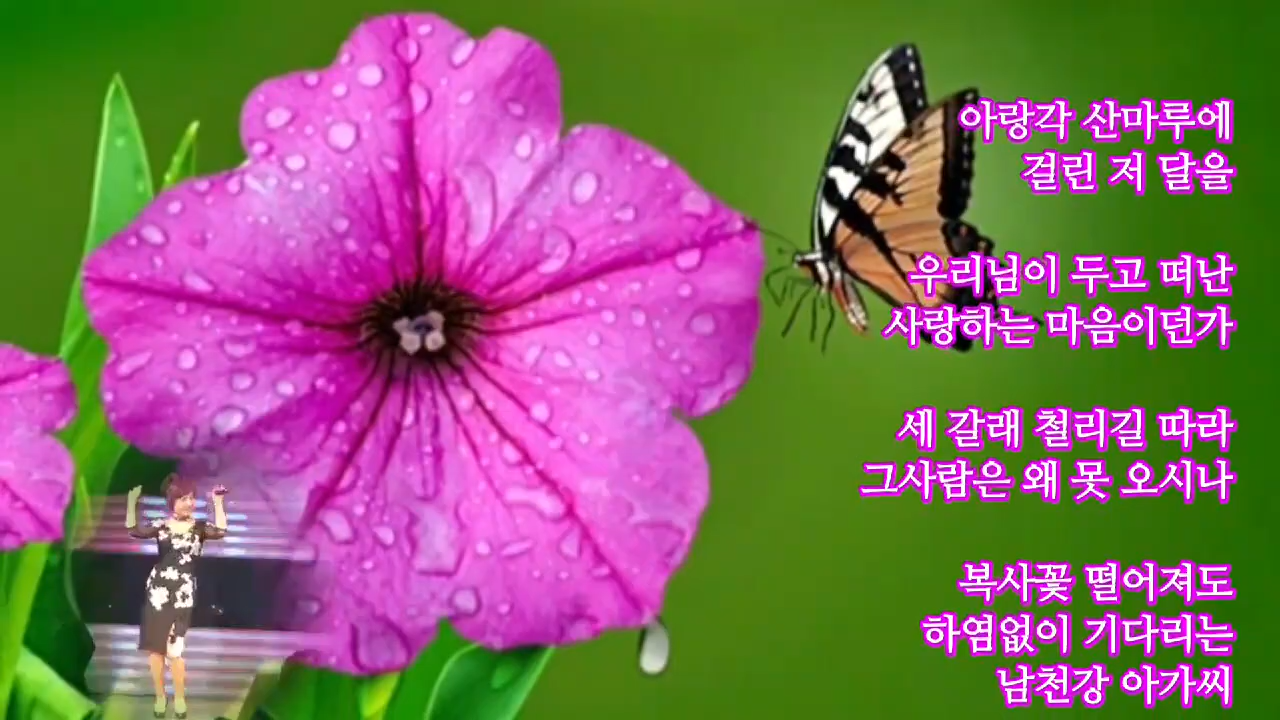 아랑각 산마루에
걸린 저 달을
우리님이 두고 떠난
사랑하는 마음이던가
세 갈래 철리길 따라
그사람은 왜 못 오시나
복사꽃 떨어져도
하염없이 기다리는
남천강 아가씨